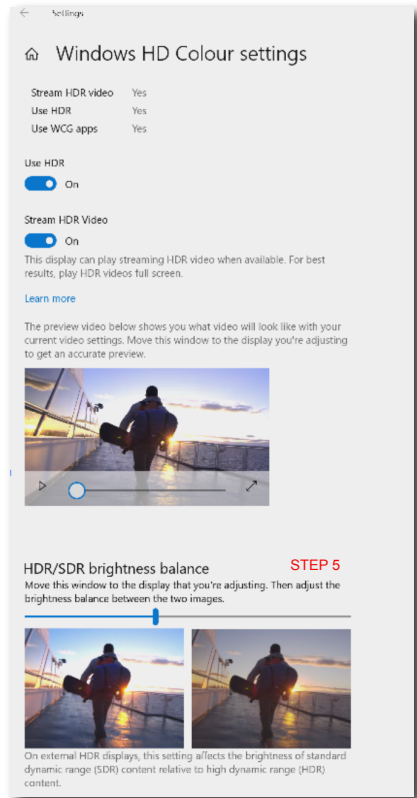 Settings
Windows HD Colour settings
Stream HDR video Yes
Use HDR Yes
Use WCG apps Yes
Use HDR
On
Stream HDR Video
On
This display can play streaming HDR video when available. For best
results, play HDR videos full screen.
Learn more
The preview video below shows you what video will look like with your
current video settings. Move this window to the display you're adjusting
to get an accurate preview.
HDR/SDR brightness balance STEP 5
Move this window to the display that you're adjusting. Then adjust the
brightness balance between the two images.
On external HDR displays, this setting affects the brightness of standard
dynamic range (SDR) content relative to high dynamic range (HDR)
content.